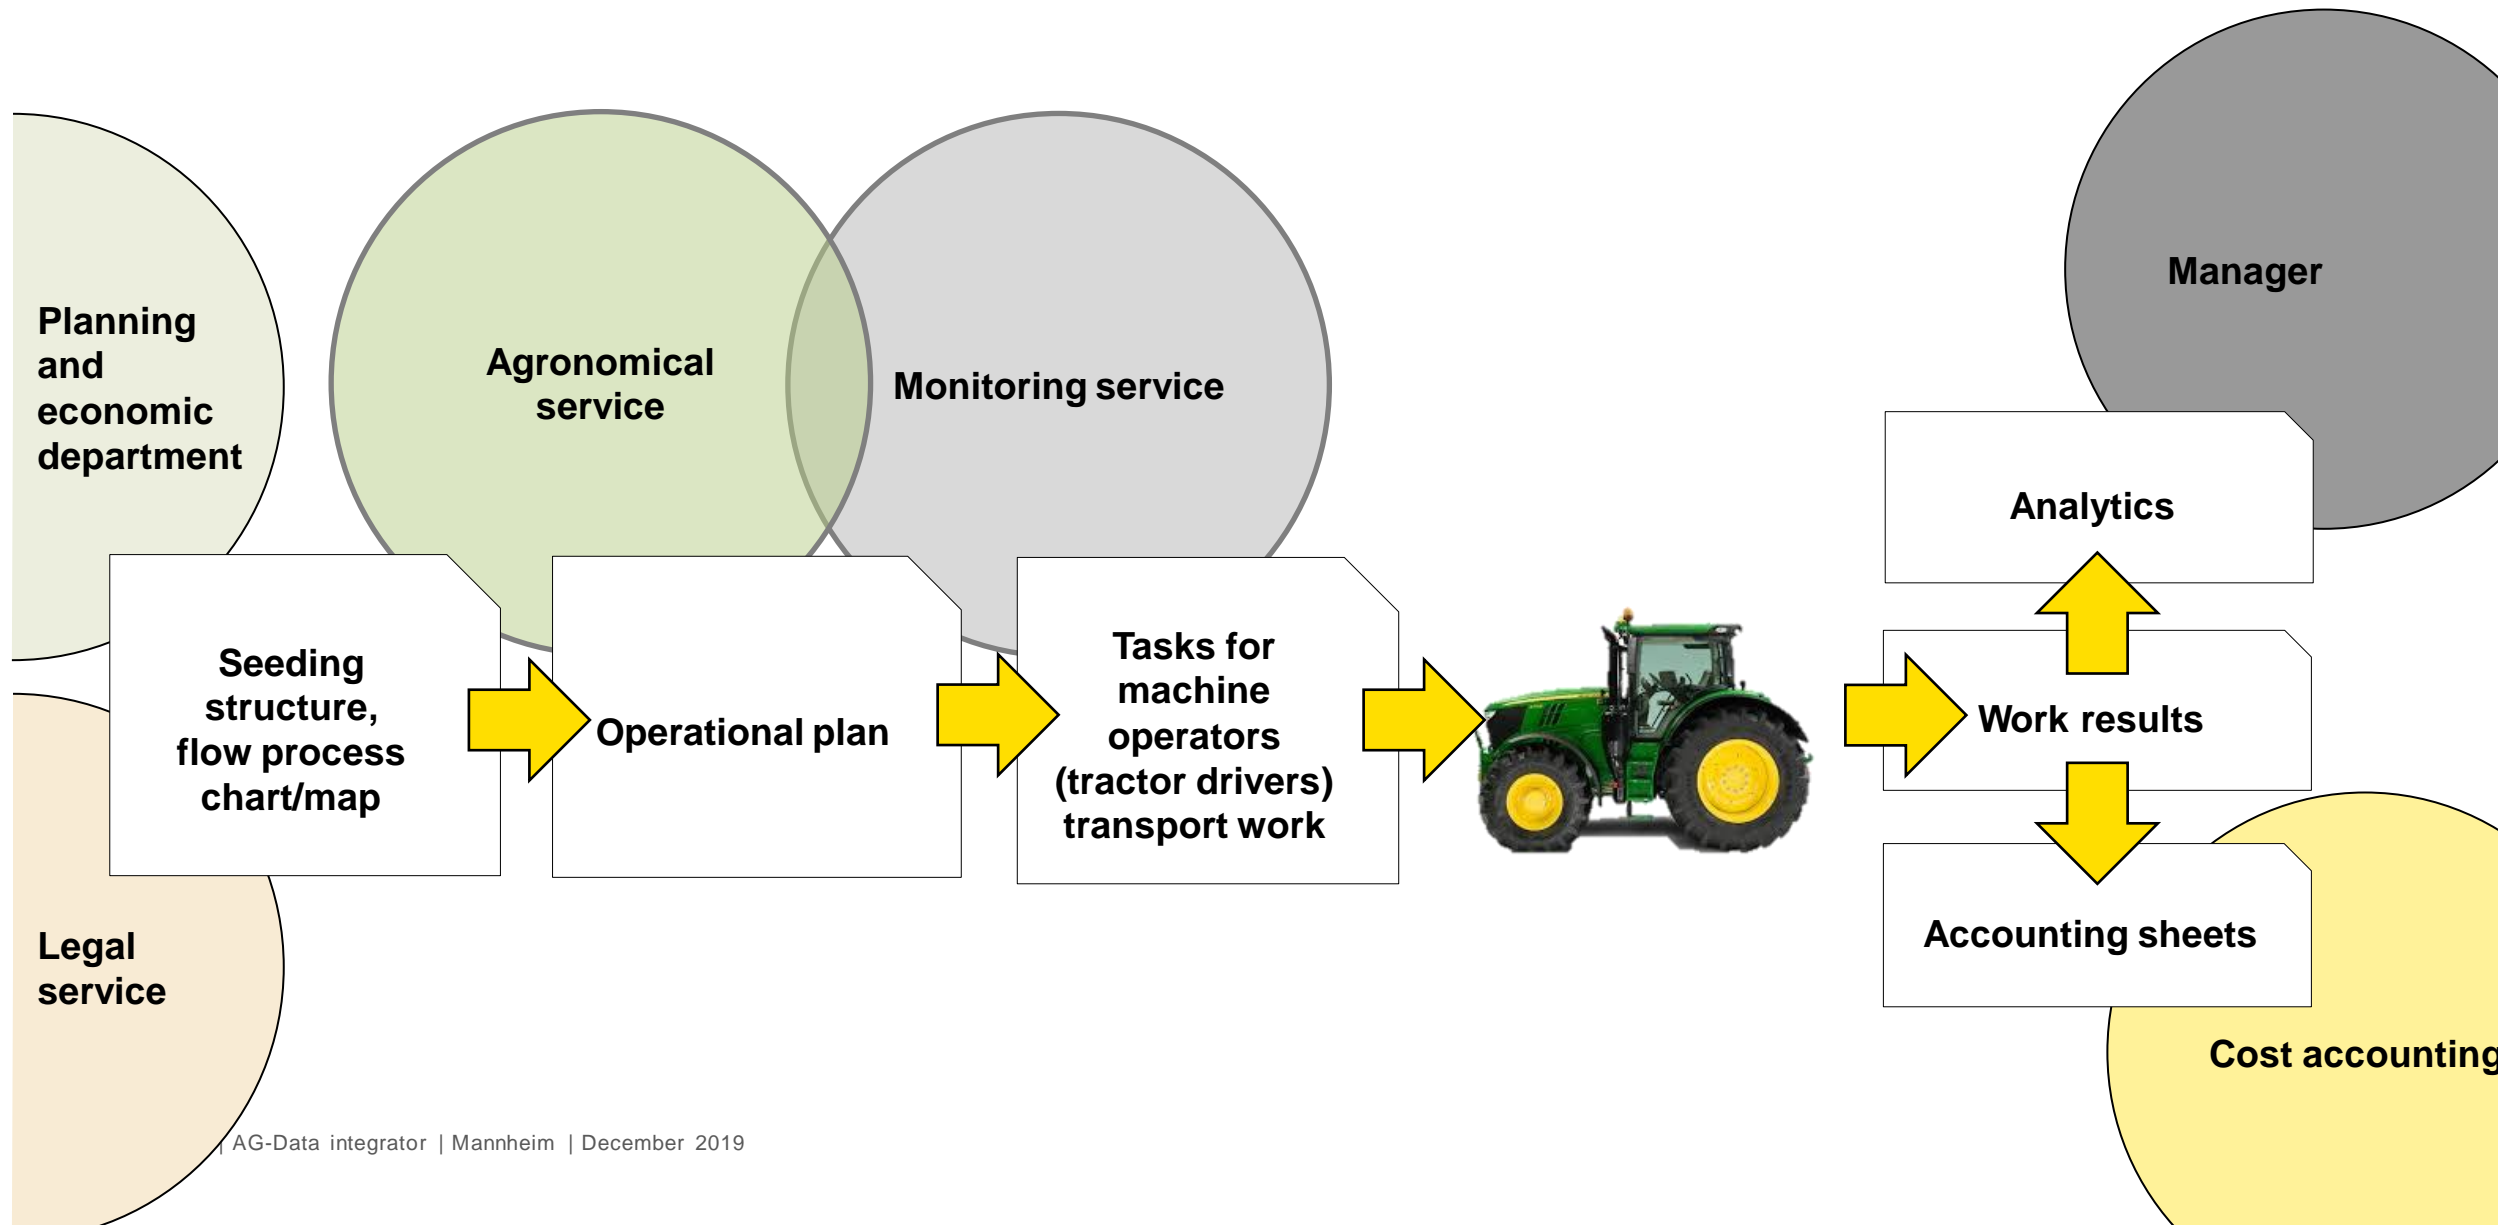 Planning
and
economic
department
Agronomical
service
Monitoring service
Manager
Analytics
Seeding
structure,
flow process
chart/map
Operational plan
Tasks for
machine
operators
(tractor drivers)
transport work
Work results
Accounting sheets
Legal
service
Cost accounting
| AG-Data integrator | Mannheim | December 2019